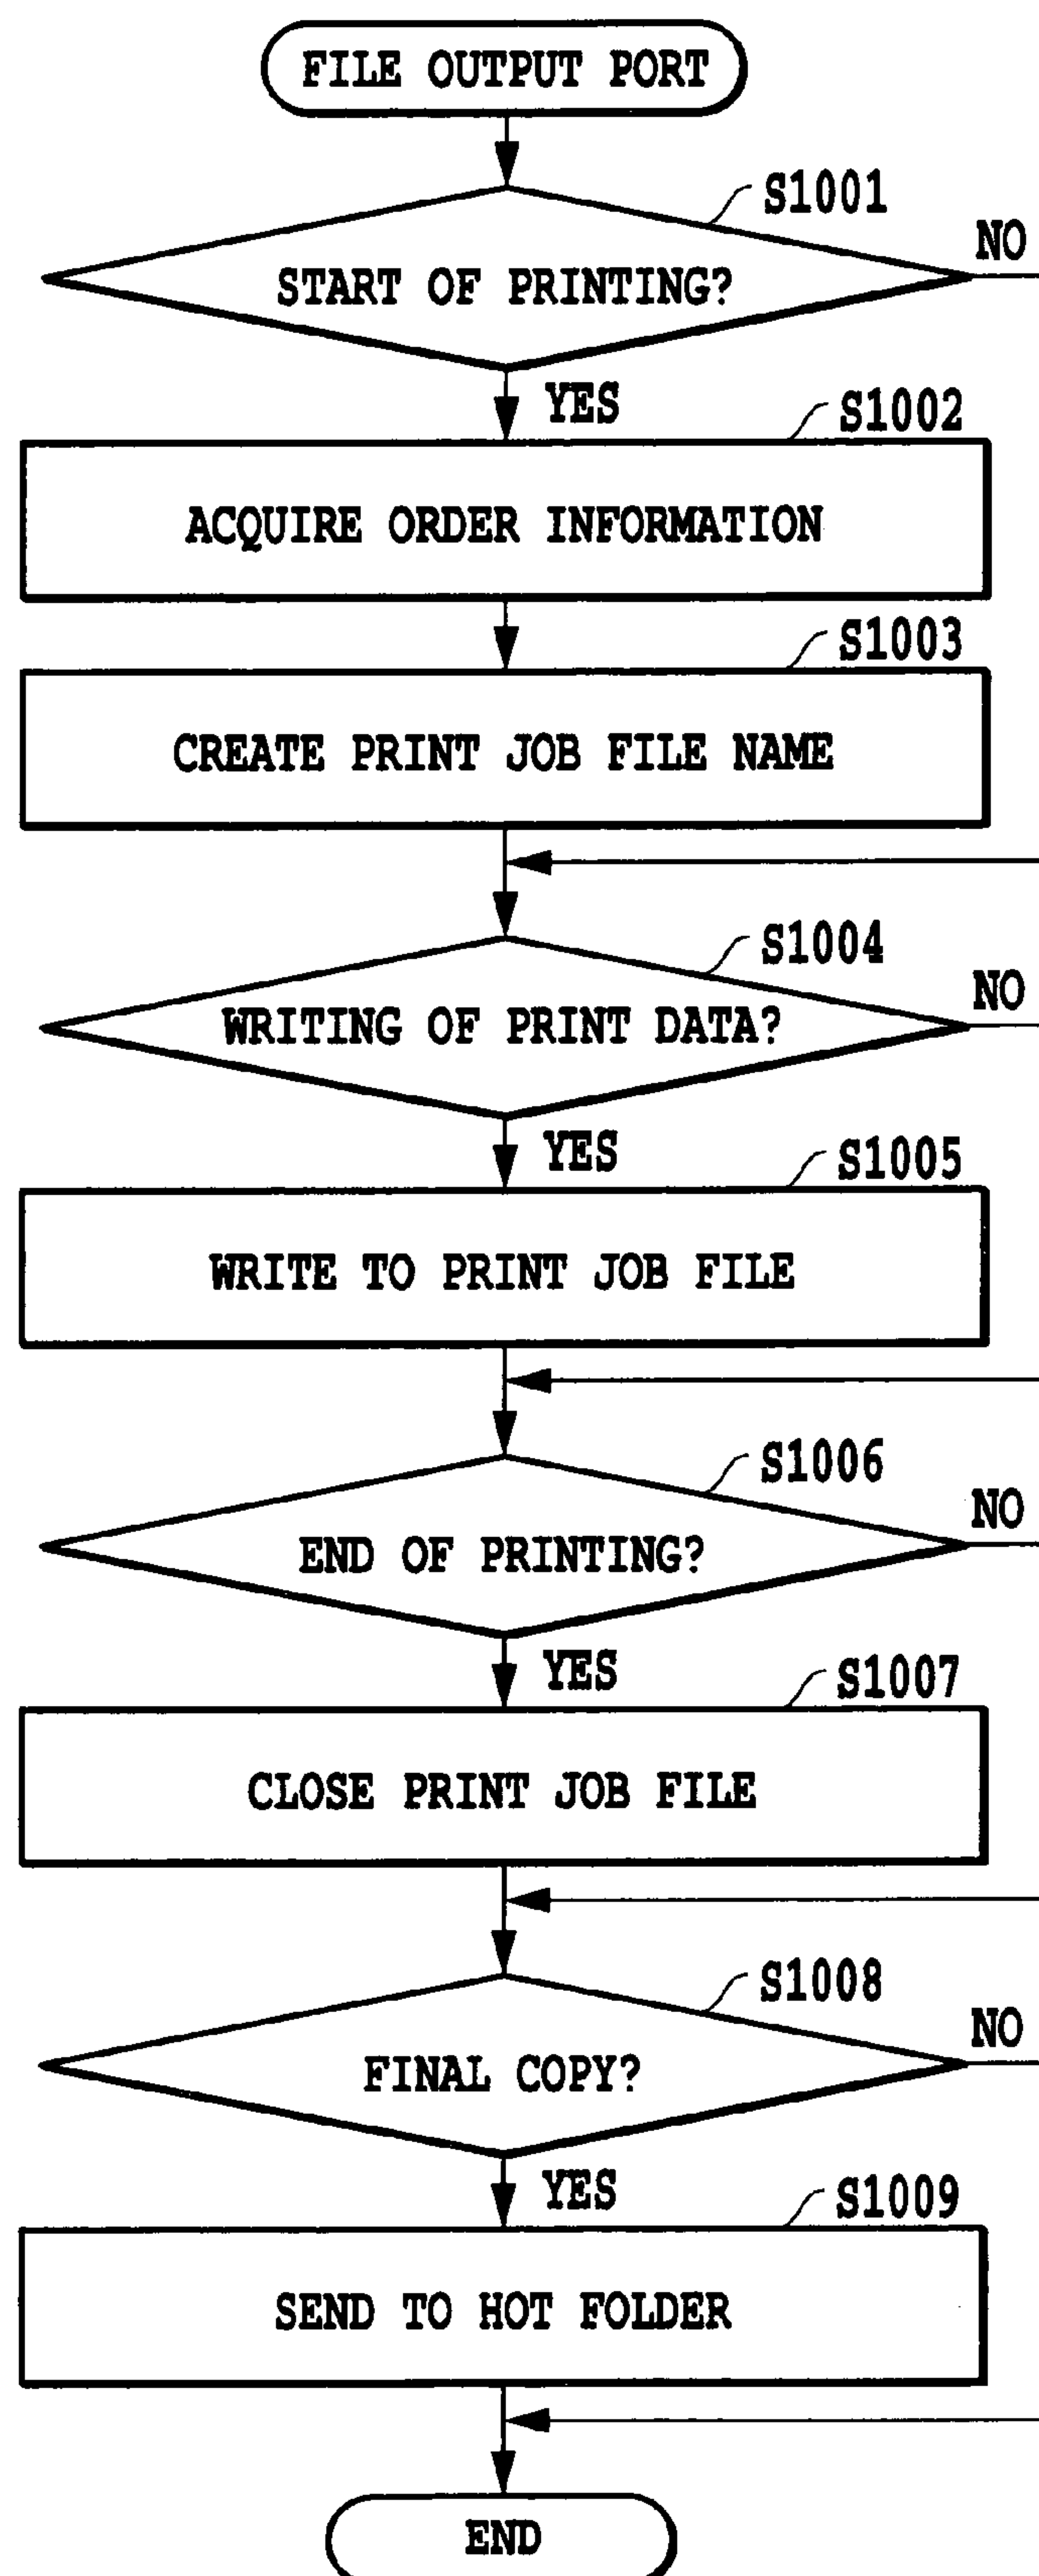 FILE OUTPUT PORT
S1001
NO
START OF PRINTING?
YES
S1002
ACQUIRE ORDER INFORMATION
S1003
CREATE PRINT JOB FILE NAME
S1004
NO
WRITING OF PRINT DATA?
YES
S1005
WRITE TO PRINT JOB FILE
S1006
NO
END OF PRINTING?
YES
S1007
CLOSE PRINT JOB FILE
S1008
NO
FINAL COPY?
YES
S1009
SEND TO HOT FOLDER
END